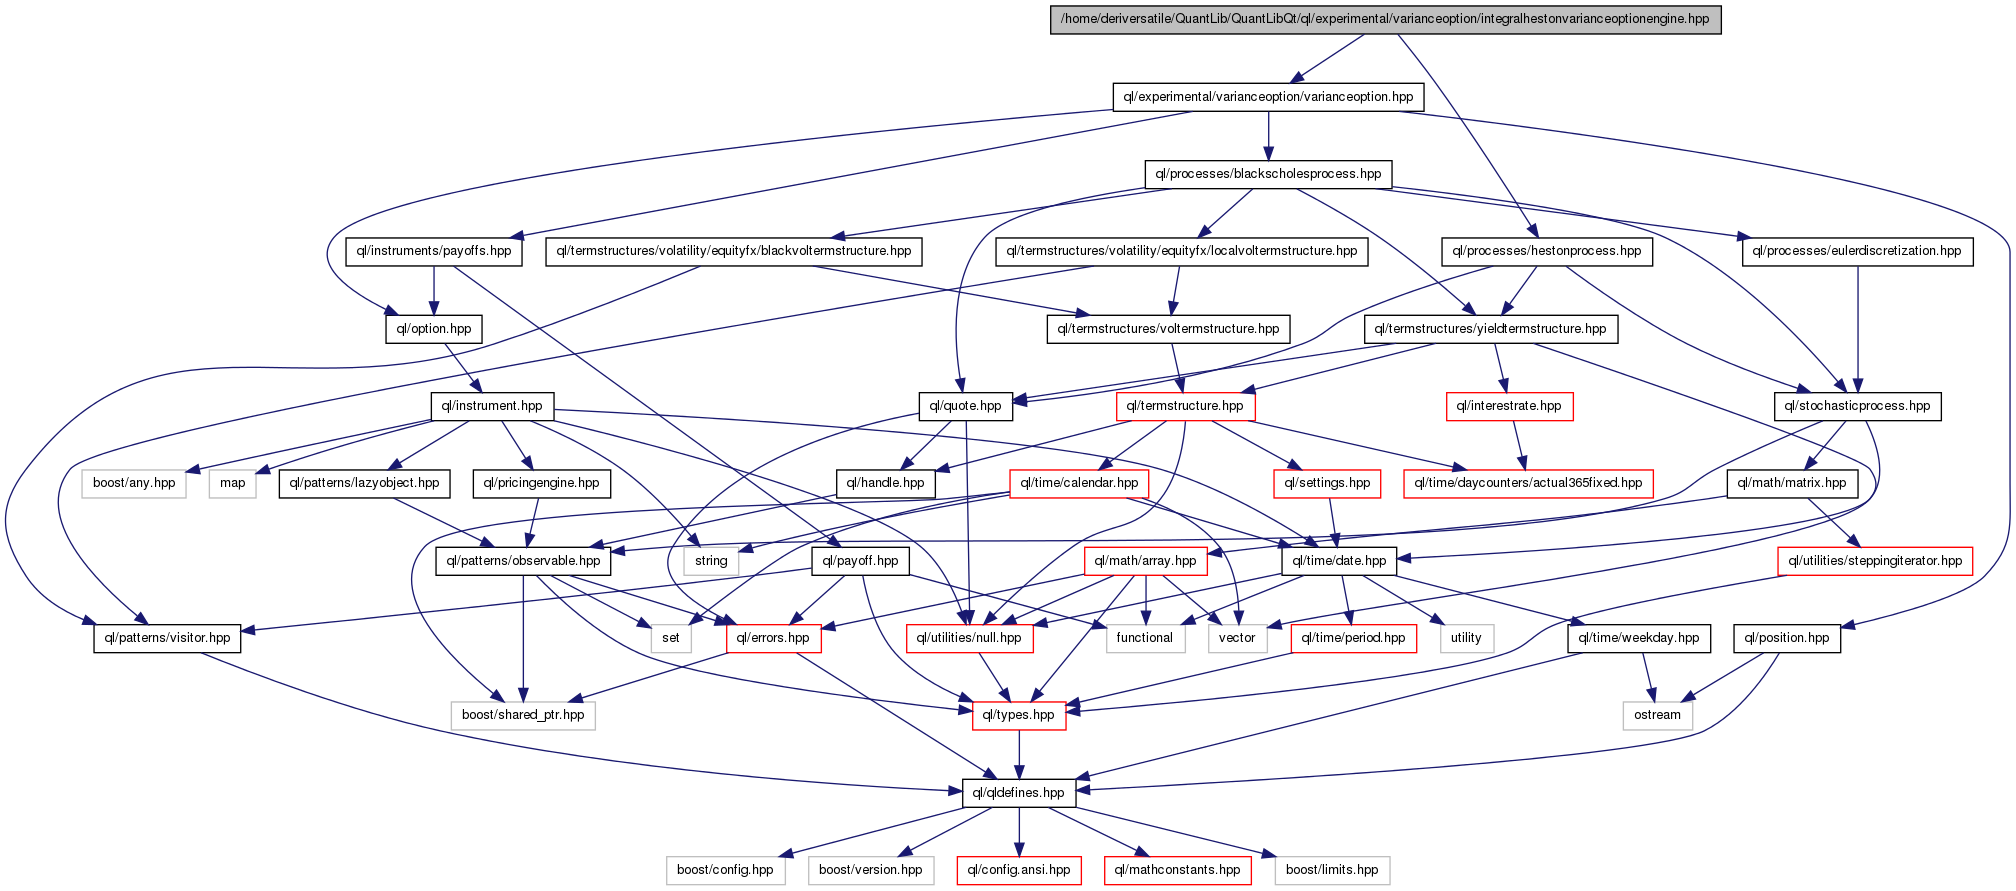 /home/deriversatile/QuantLib/QuantLibQt/ql/experimental/varianceoption/integralhestonvarianceoptionengine.hpp
ql/experimental/varianceoption/varianceoption.hpp
ql/processes/blackscholesprocess.hpp
ql/instruments/payoffs.hpp
ql/termstructures/volatility/equityfx/blackvoltermstructure.hpp
ql/termstructures/volatility/equityfx/localvoltermstructure.hpp
ql/processes/hestonprocess.hpp
ql/processes/eulerdiscretization.hpp
ql/option.hpp
ql/termstructures/voltermstructure.hpp
ql/termstructures/yieldtermstructure.hpp
ql/instrument.hpp
ql/quote.hpp
ql/termstructure.hpp
ql/interestrate.hpp
ql/stochasticprocess.hpp
boost/any.hpp
map
ql/patterns/lazyobject.hpp
ql/pricingengine.hpp
ql/handle.hpp
ql/time/calendar.hpp
ql/settings.hpp
ql/time/daycounters/actual365fixed.hpp
ql/math/matrix.hpp
ql/patterns/observable.hpp
string
ql/payoff.hpp
ql/math/array.hpp
ql/time/date.hpp
ql/utilities/steppingiterator.hpp
ql/patterns/visitor.hpp
set
ql/errors.hpp
ql/utilities/null.hpp
functional
vector
ql/time/period.hpp
utility
ql/time/weekday.hpp
ql/position.hpp
boost/shared_ptr.hpp
ql/types.hpp
ostream
ql/qldefines.hpp
boost/config.hpp
boost/version.hpp
ql/config.ansi.hpp
ql/mathconstants.hpp
boost/limits.hpp